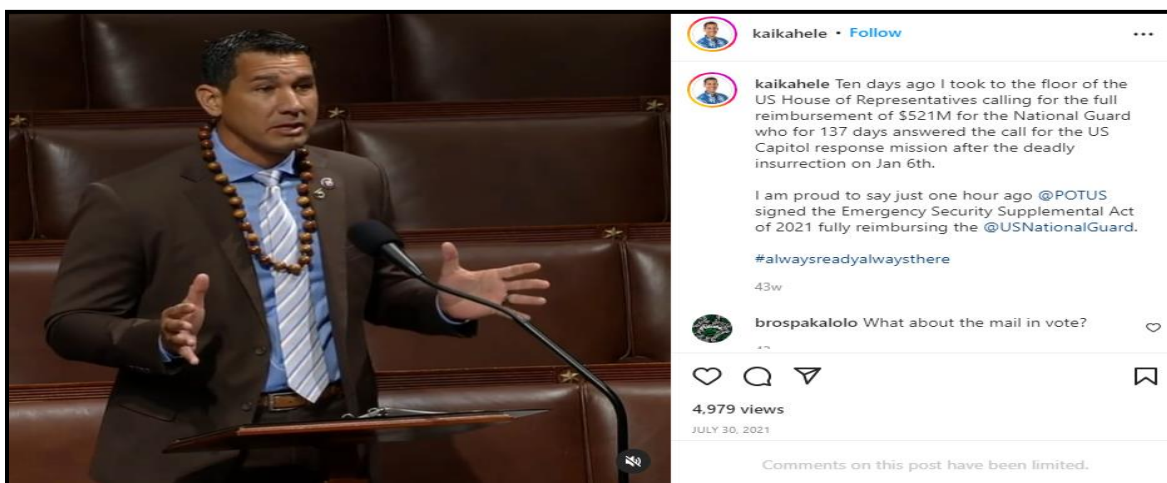 kaikahele • Follow
kaikahele Ten days ago I took to the floor of the
US House of Representatives calling for the full
reimbursement of $521M for the National Guard
who for 137 days answered the call for the US
Capitol response mission after the deadly
insurrection on Jan 6th.
I am proud to say just one hour ago @POTUS
signed the Emergency Security Supplemental Act
of 2021 fully reimbursing the @USNationalGuard.
#alwaysreadyalwaysthere
43w
brospakalolo What about the mail in vote?
4,979 views
JULY 30, 2021
Comments on this post have been limited.